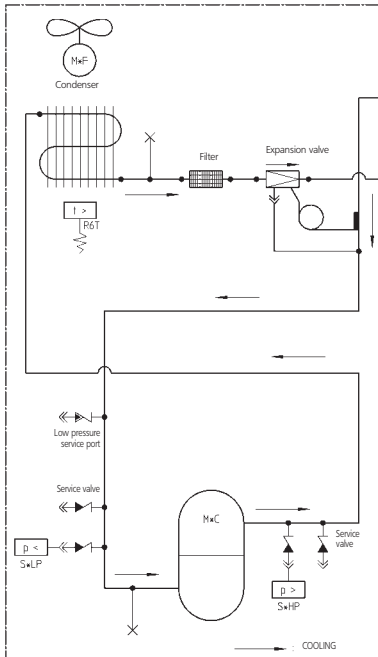 M*F
Condenser
Filter
Expansion valve
t >
R6T
Low pressure
service port
Service valve
p <
S*LP
M*C
Service
valve
p >
S*HP
: COOLING